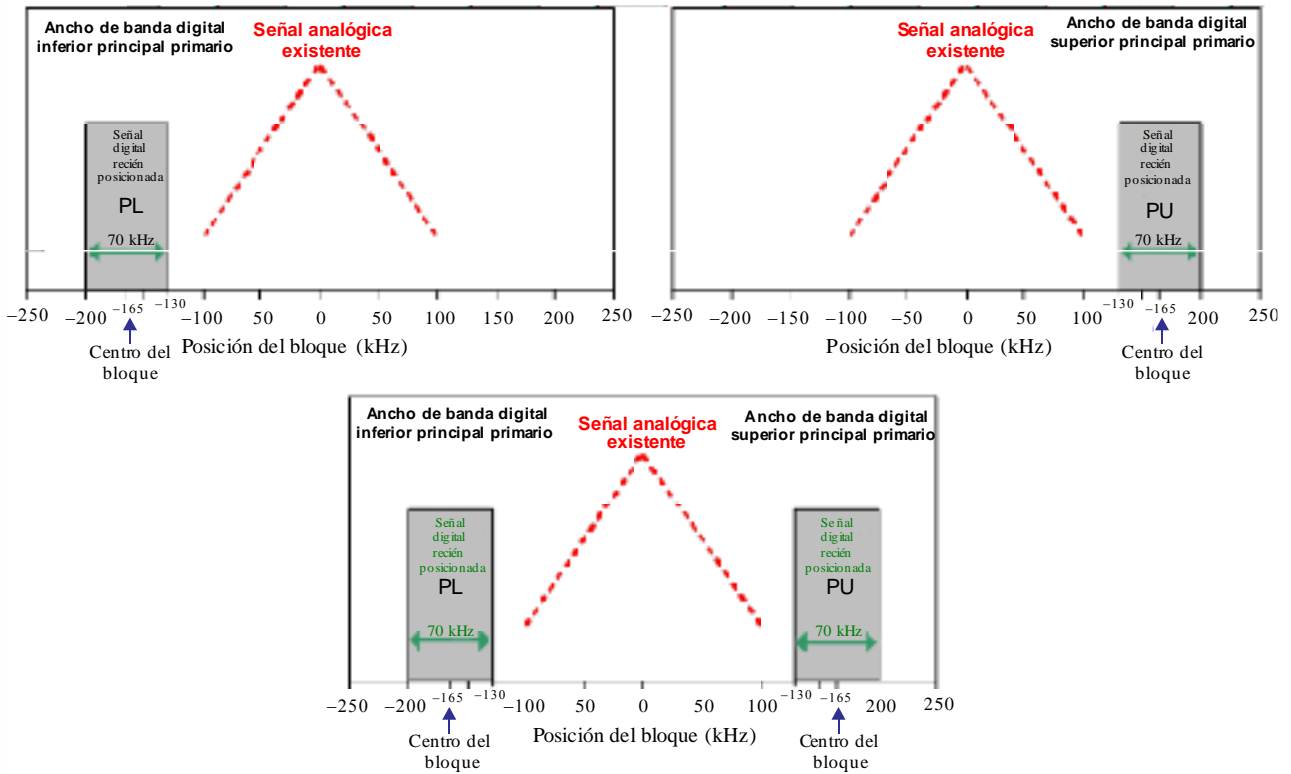 Ancho de banda digital
inferior principal primario
Señal analógica
existente
Señal
digital
recién
posicionada
PL
70 kHz
−165 −130
−250 −200 −100 50 0 50 100 150 200 250
Centro del
bloque
Posición del bloque (kHz)
Señal analógica
existente
Ancho de banda digital
superior principal primario
Señal
digital
recién
posicionada
PU
70 kHz
−130 −165
−250 −200 −100 50 0 50 100 200 250
Posición del bloque (kHz)
Centro del
bloque
Ancho de banda digital
inferior principal primario
Señal analógica
existente
Ancho de banda digital
superior principal primario
Señal
digital
recién
posicionada
PL
70 kHz
Señal
digital
recién
posicionada
PU
70 kHz
−165 −130 −130 −165
−250 −200 −100 50 0 50 100 200 250
Centro del
bloque
Posición del bloque (kHz)
Centro del
bloque